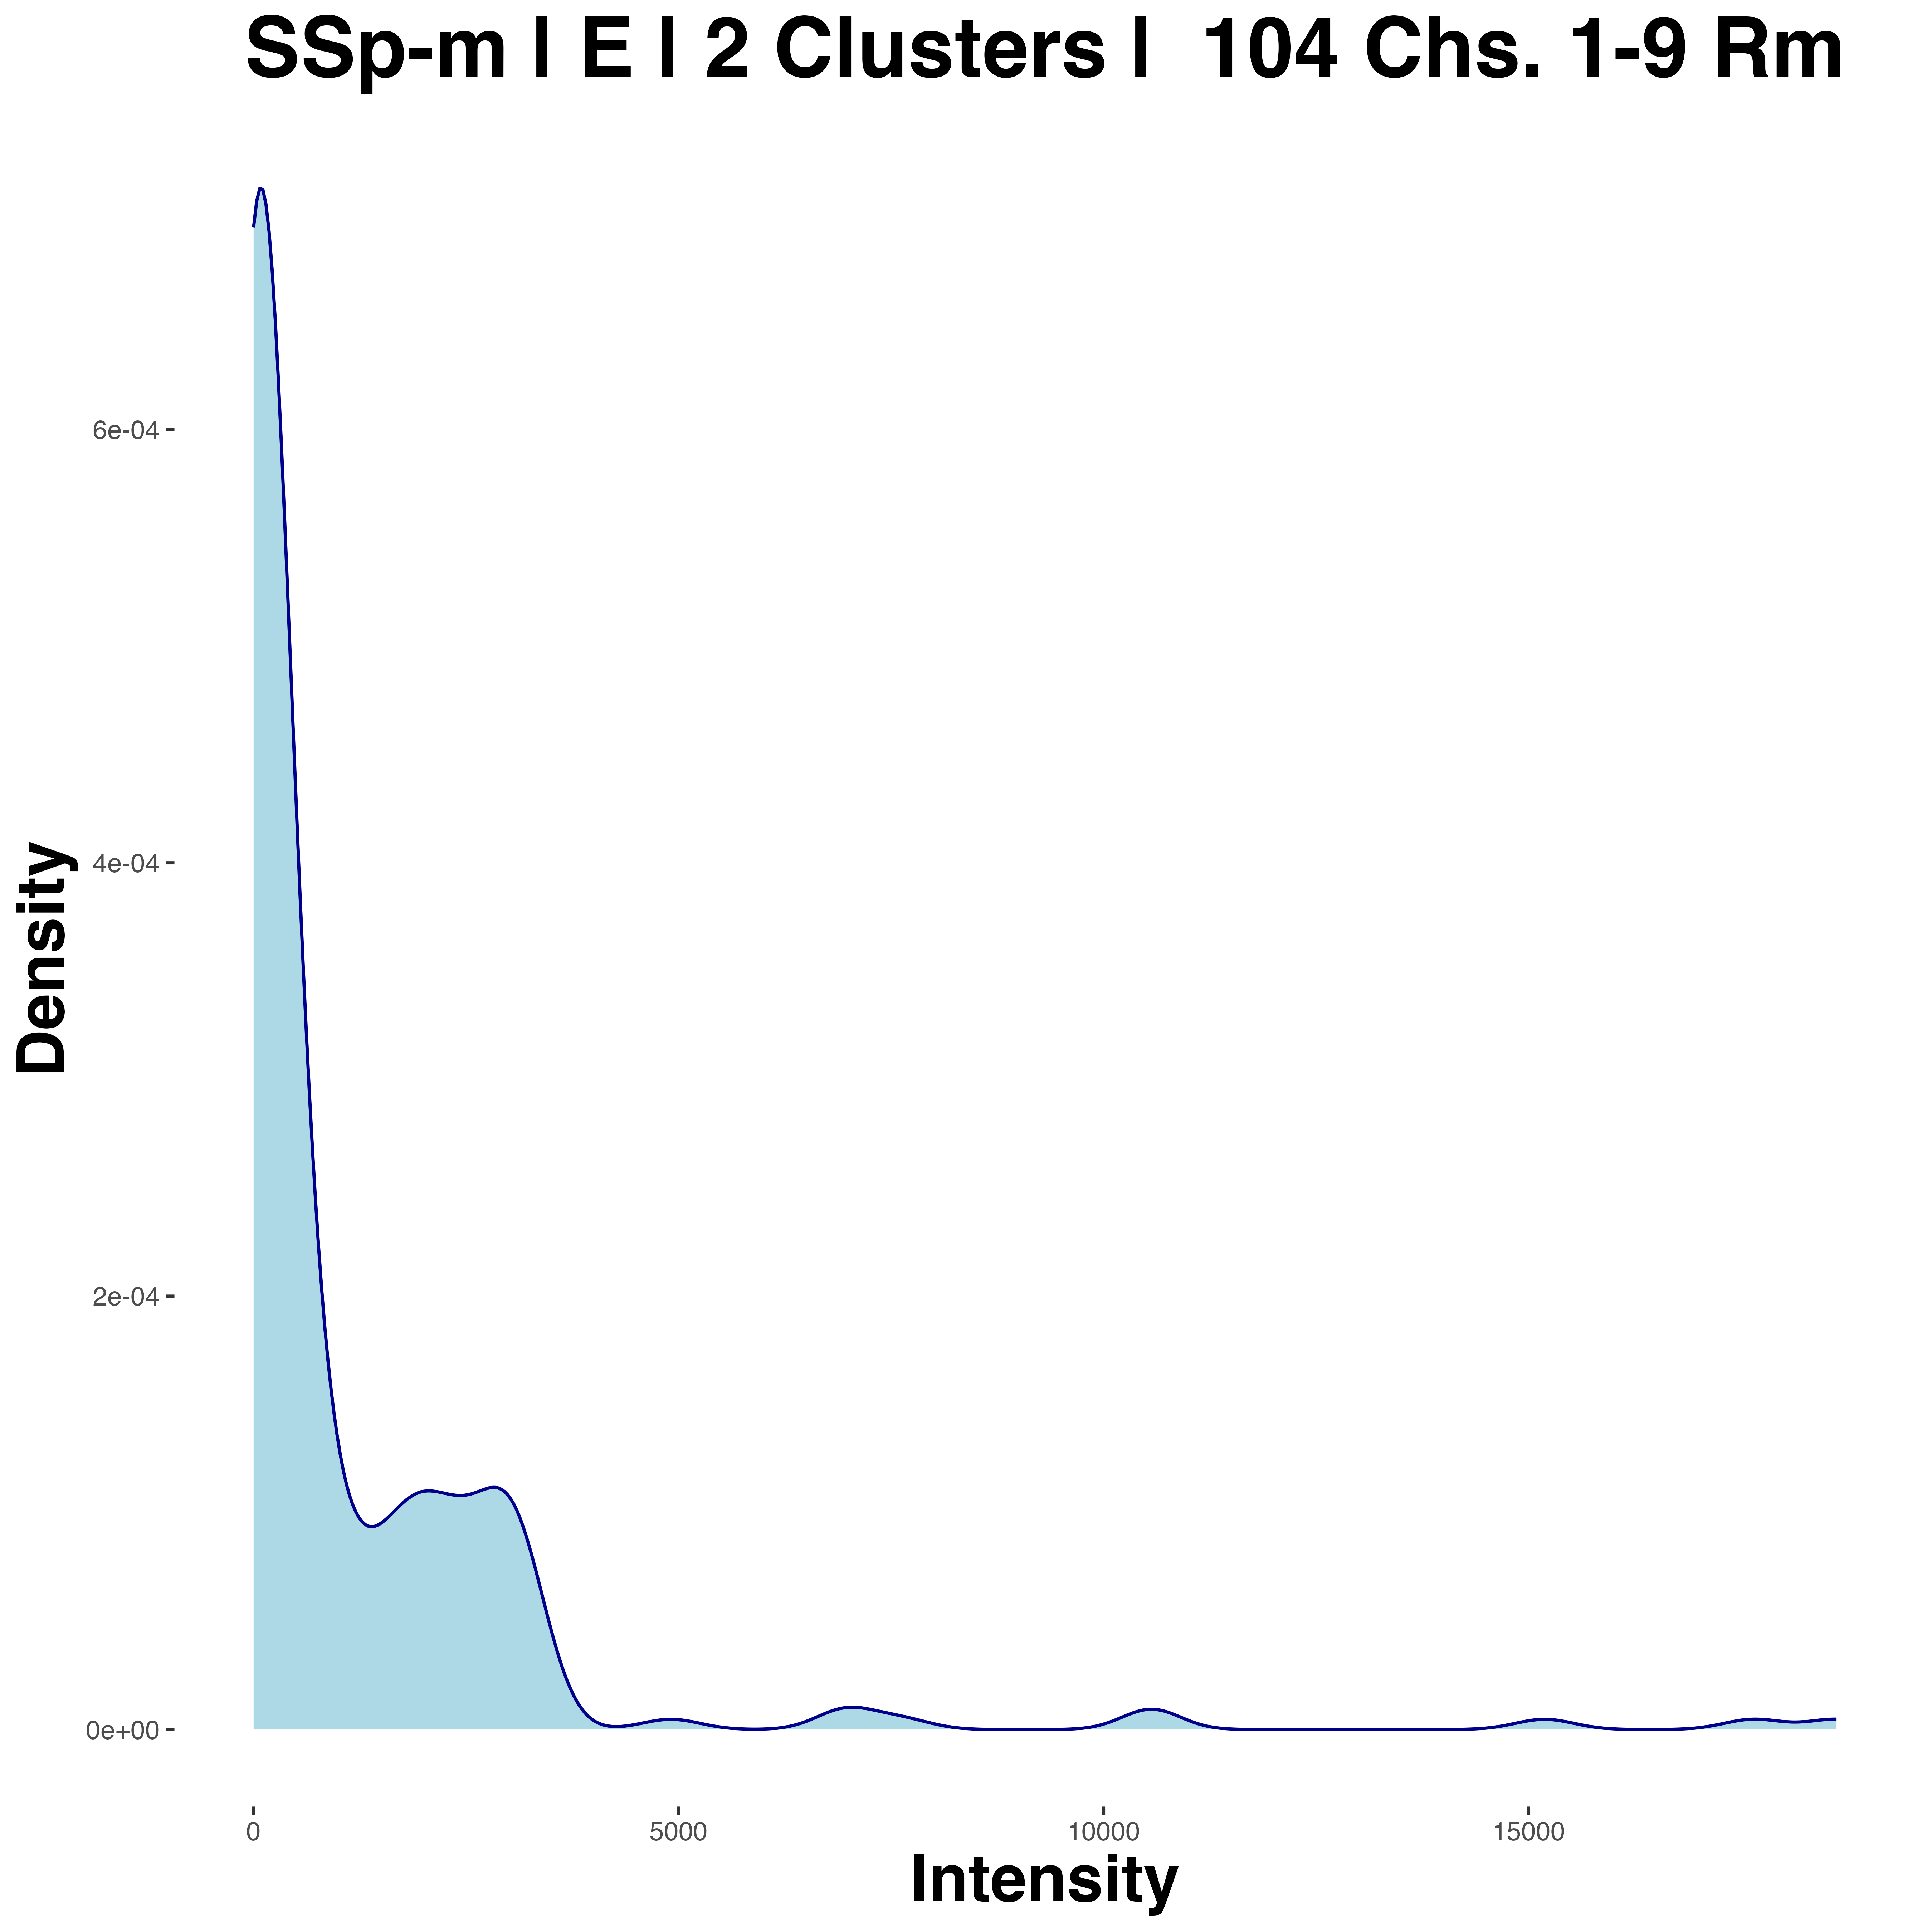 SSp-m | E | 2 Clusters |  104 Chs. 1-9 Rm
6e-04
4e-04
2e-04
0e+00
Density
0 5000 10000 15000
Intensity